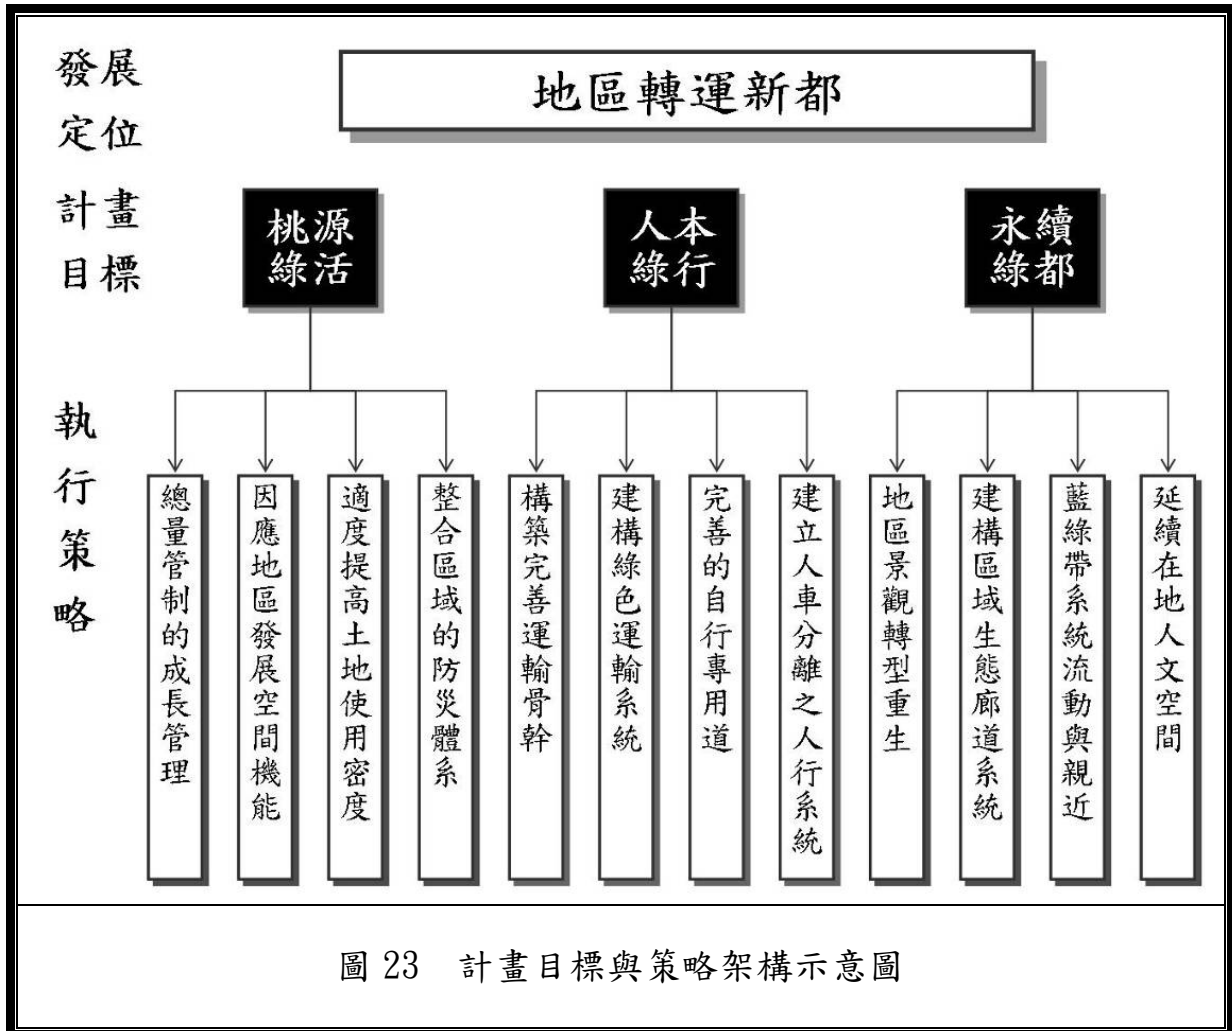 發展
定位
地區轉運新都
計畫
目標
桃源
綠活
人本
綠行
永續
綠都
執
行
策
略
總量管制的成長管理
因應地區發展空間機能
適度提高土地使用密度
整合區域的防災體系
構築完善運輸骨幹
建構綠色運輸系統
完善的自行專用道
建立人車分離之人行系統
地區景觀轉型重生
建構區域生態廊道系統
藍綠帶系統流動與親近
延續在地人文空間
圖 23 計畫目標與策略架構示意圖